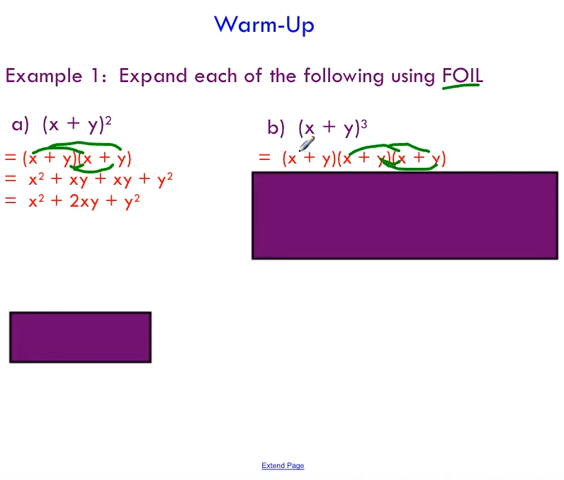 Warm-Up
Example 1: Expand each of the following using FOIL
a) (x + y)²
= (x + y)(x + y)
= x² + xy + xy + y²
= x² + 2xy + y²
b) (x + y)³
= (x + y)(x + y)(x + y)
Extend Page